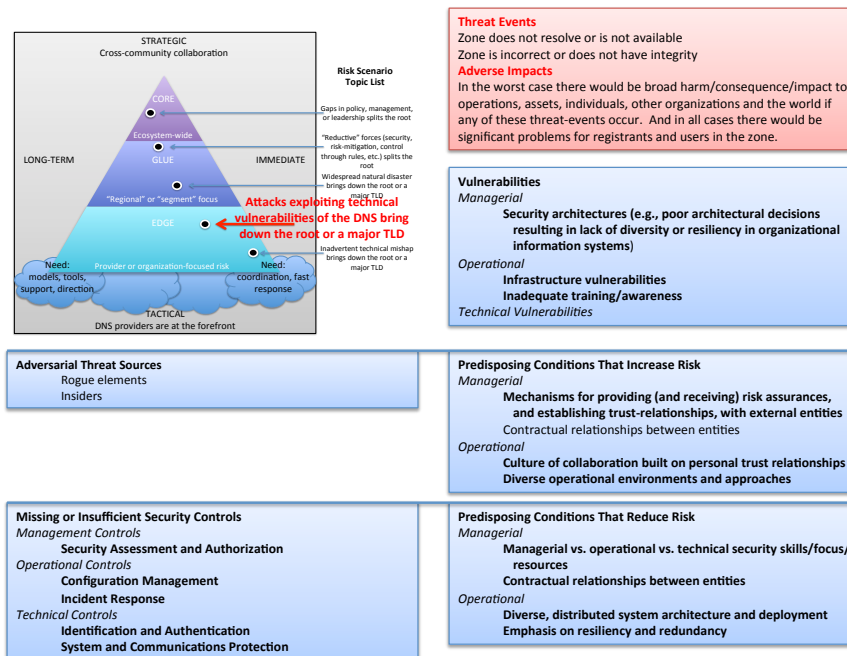 STRATEGIC
Cross-community collaboration
Risk Scenario
Topic List
CORE
Gaps in policy, management,
or leadership splits the root
Ecosystem-wide
"Reductive" forces (security,
risk-mitigation, control
through rules, etc.) splits the
root
LONG-TERM
GLUE
IMMEDIATE
Widespread natural disaster
brings down the root or a
major TLD
"Regional" or "segment" focus
Attacks exploiting technical
vulnerabilities of the DNS bring
down the root or a major TLD
EDGE
Inadvertent technical mishap
brings down the root or a
major TLD
Provider or organization-focused risk
Need:
models, tools,
support, direction
Need:
coordination, fast
response
TACTICAL
DNS providers are at the forefront
Threat Events
Zone does not resolve or is not available
Zone is incorrect or does not have integrity
Adverse Impacts
In the worst case there would be broad harm/consequence/impact to
operations, assets, individuals, other organizations and the world if
any of these threat-events occur. And in all cases there would be
significant problems for registrants and users in the zone.
Vulnerabilities
Managerial
Security architectures (e.g., poor architectural decisions
resulting in lack of diversity or resiliency in organizational
information systems)
Operational
Infrastructure vulnerabilities
Inadequate training/awareness
Technical Vulnerabilities
Adversarial Threat Sources
Rogue elements
Insiders
Predisposing Conditions That Increase Risk
Managerial
Mechanisms for providing (and receiving) risk assurances,
and establishing trust-relationships, with external entities
Contractual relationships between entities
Operational
Culture of collaboration built on personal trust relationships
Diverse operational environments and approaches
Missing or Insufficient Security Controls
Management Controls
Security Assessment and Authorization
Operational Controls
Configuration Management
Incident Response
Technical Controls
Identification and Authentication
System and Communications Protection
Predisposing Conditions That Reduce Risk
Managerial
Managerial vs. operational vs. technical security skills/focus/
resources
Contractual relationships between entities
Operational
Diverse, distributed system architecture and deployment
Emphasis on resiliency and redundancy